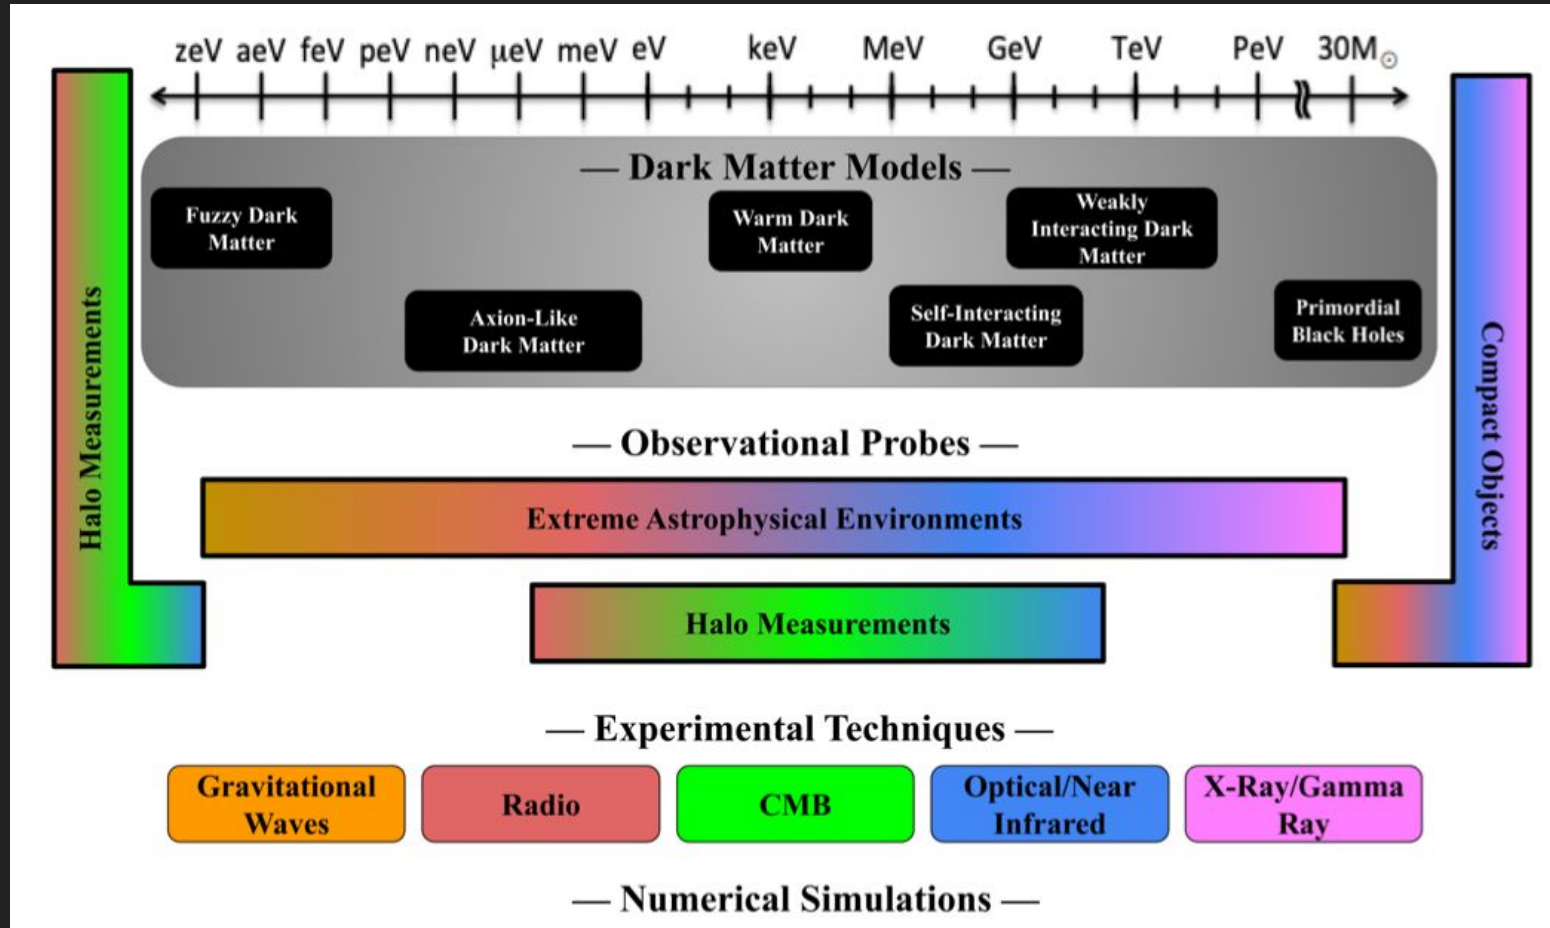 zeV aeV feV peV neV μeV meV eV keV MeV GeV TeV PeV 30M☉
— Dark Matter Models —
Fuzzy Dark
Matter
Warm Dark
Matter
Weakly
Interacting Dark
Matter
Axion-Like
Dark Matter
Self-Interacting
Dark Matter
Primordial
Black Holes
Halo Measurements
Compact Objects
— Observational Probes —
Extreme Astrophysical Environments
Halo Measurements
— Experimental Techniques —
Gravitational
Waves
Radio
CMB
Optical/Near
Infrared
X-Ray/Gamma
Ray
— Numerical Simulations —